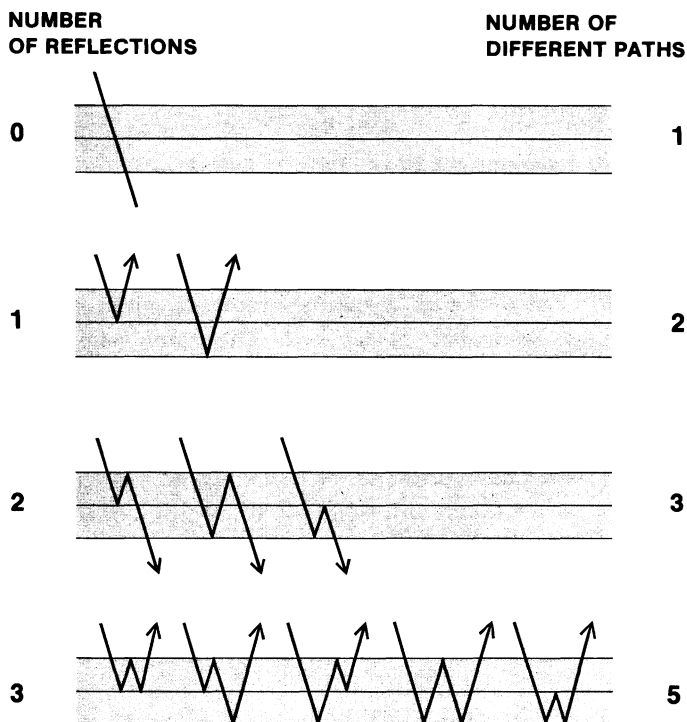 NUMBER
OF REFLECTIONS
NUMBER OF
DIFFERENT PATHS
0
1
1
2
2
3
3
5